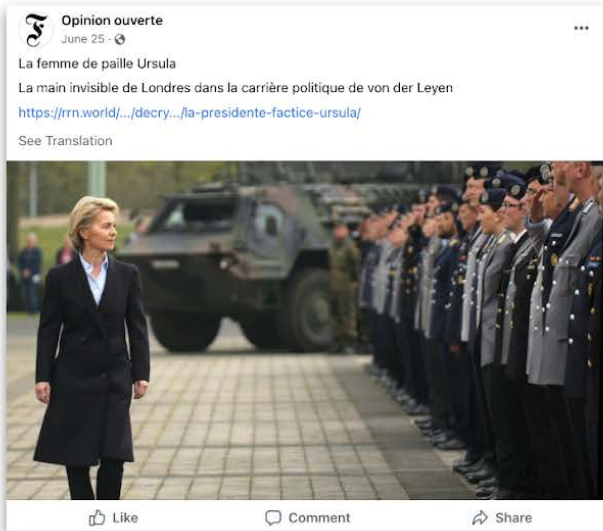 Opinion ouverte
June 25 ·
La femme de paille Ursula
La main invisible de Londres dans la carrière politique de von der Leyen
https://rrn.world/.../decry.../la-presidente-factice-ursula/
See Translation
Like Comment Share